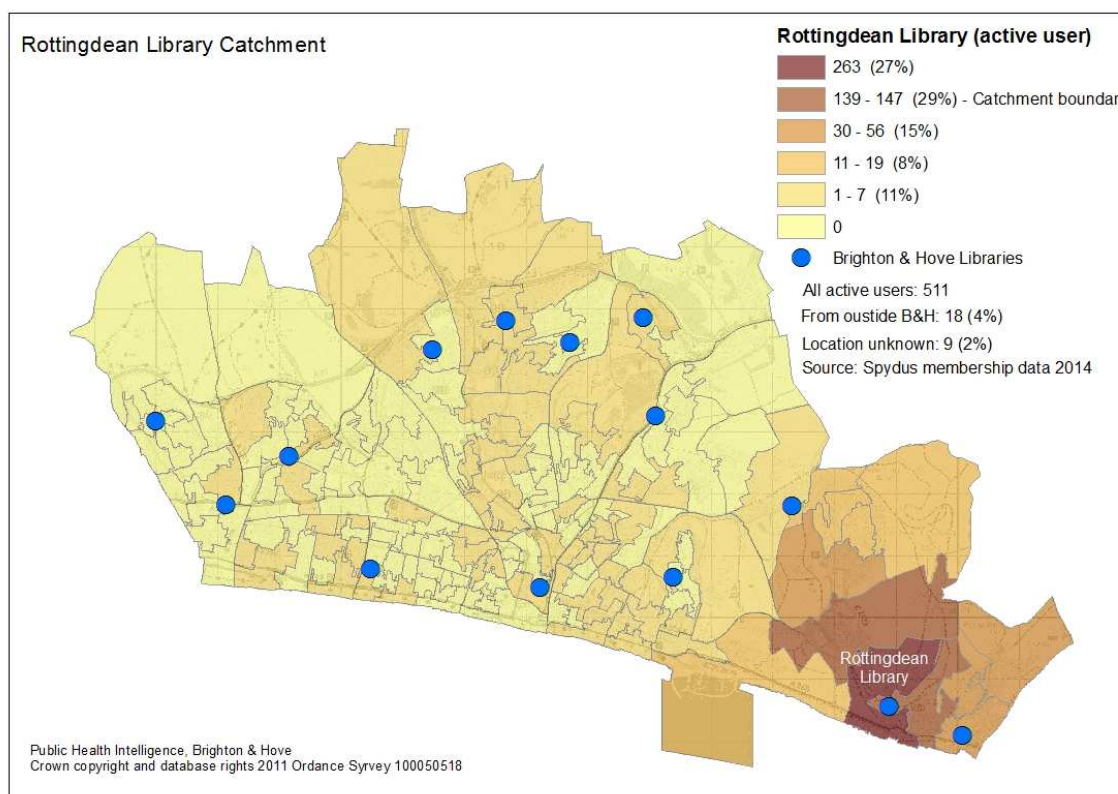 Rottingdean Library Catchment
Rottingdean Library (active user)
263 (27%)
139 - 147 (29%) - Catchment boundar
30 - 56 (15%)
11 - 19 (8%)
1 - 7 (11%)
0
Brighton & Hove Libraries
All active users: 511
From oustide B&H: 18 (4%)
Location unknown: 9 (2%)
Source: Spydus membership data 2014
Rottingdean
Library
Public Health Intelligence, Brighton & Hove
Crown copyright and database rights 2011 Ordance Syrvey 100050518